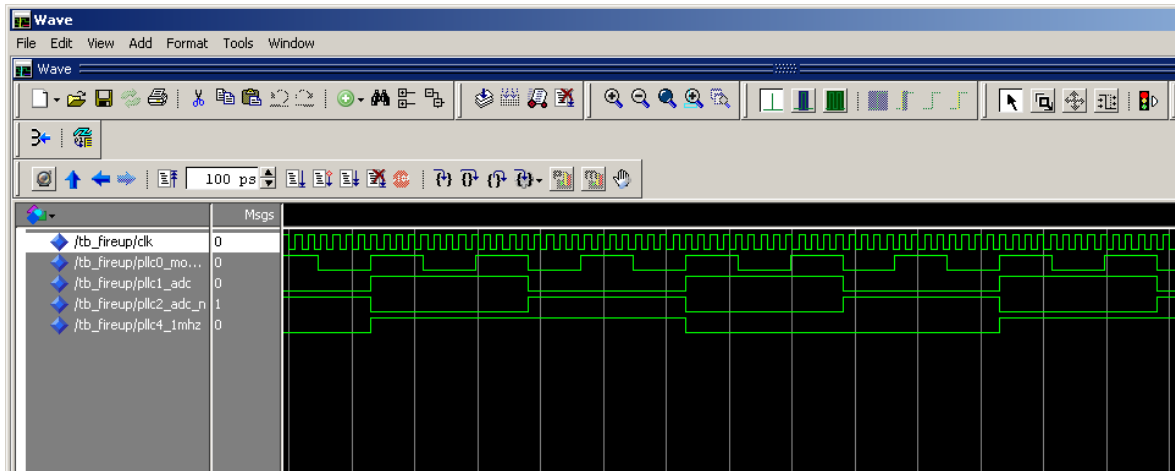 Wave
File Edit View Add Format Tools Window
Wave
100 ps
Msgs
/tb_fireup/clk 0
/tb_fireup/pllc0_mo... 0
/tb_fireup/pllc1_adc 0
/tb_fireup/pllc2_adc_n 1
/tb_fireup/pllc4_1mhz 0